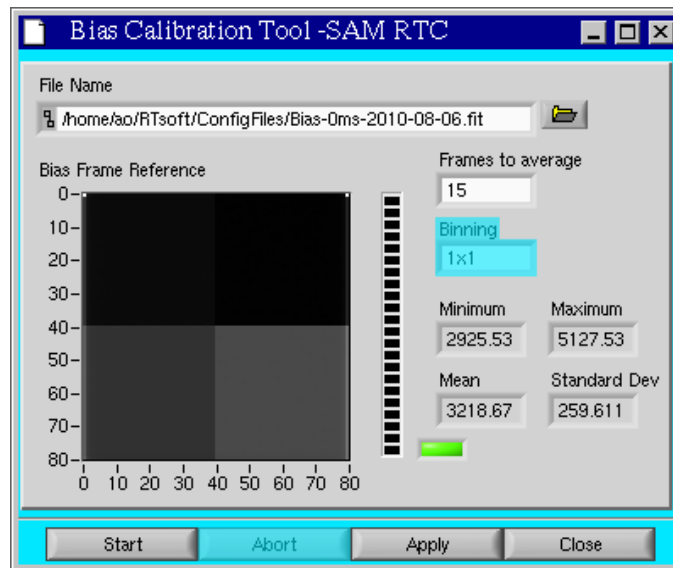 Bias Calibration Tool -SAM RTC
File Name
/home/ao/RTsoft/ConfigFiles/Bias-0ms-2010-08-06.fit
Bias Frame Reference
Frames to average
15
Binning
1x1
Minimum
Maximum
2925.53
5127.53
Mean
Standard Dev
3218.67
259.611
0
10
20
30
40
50
60
70
80
0 10 20 30 40 50 60 70 80
Start
Abort
Apply
Close